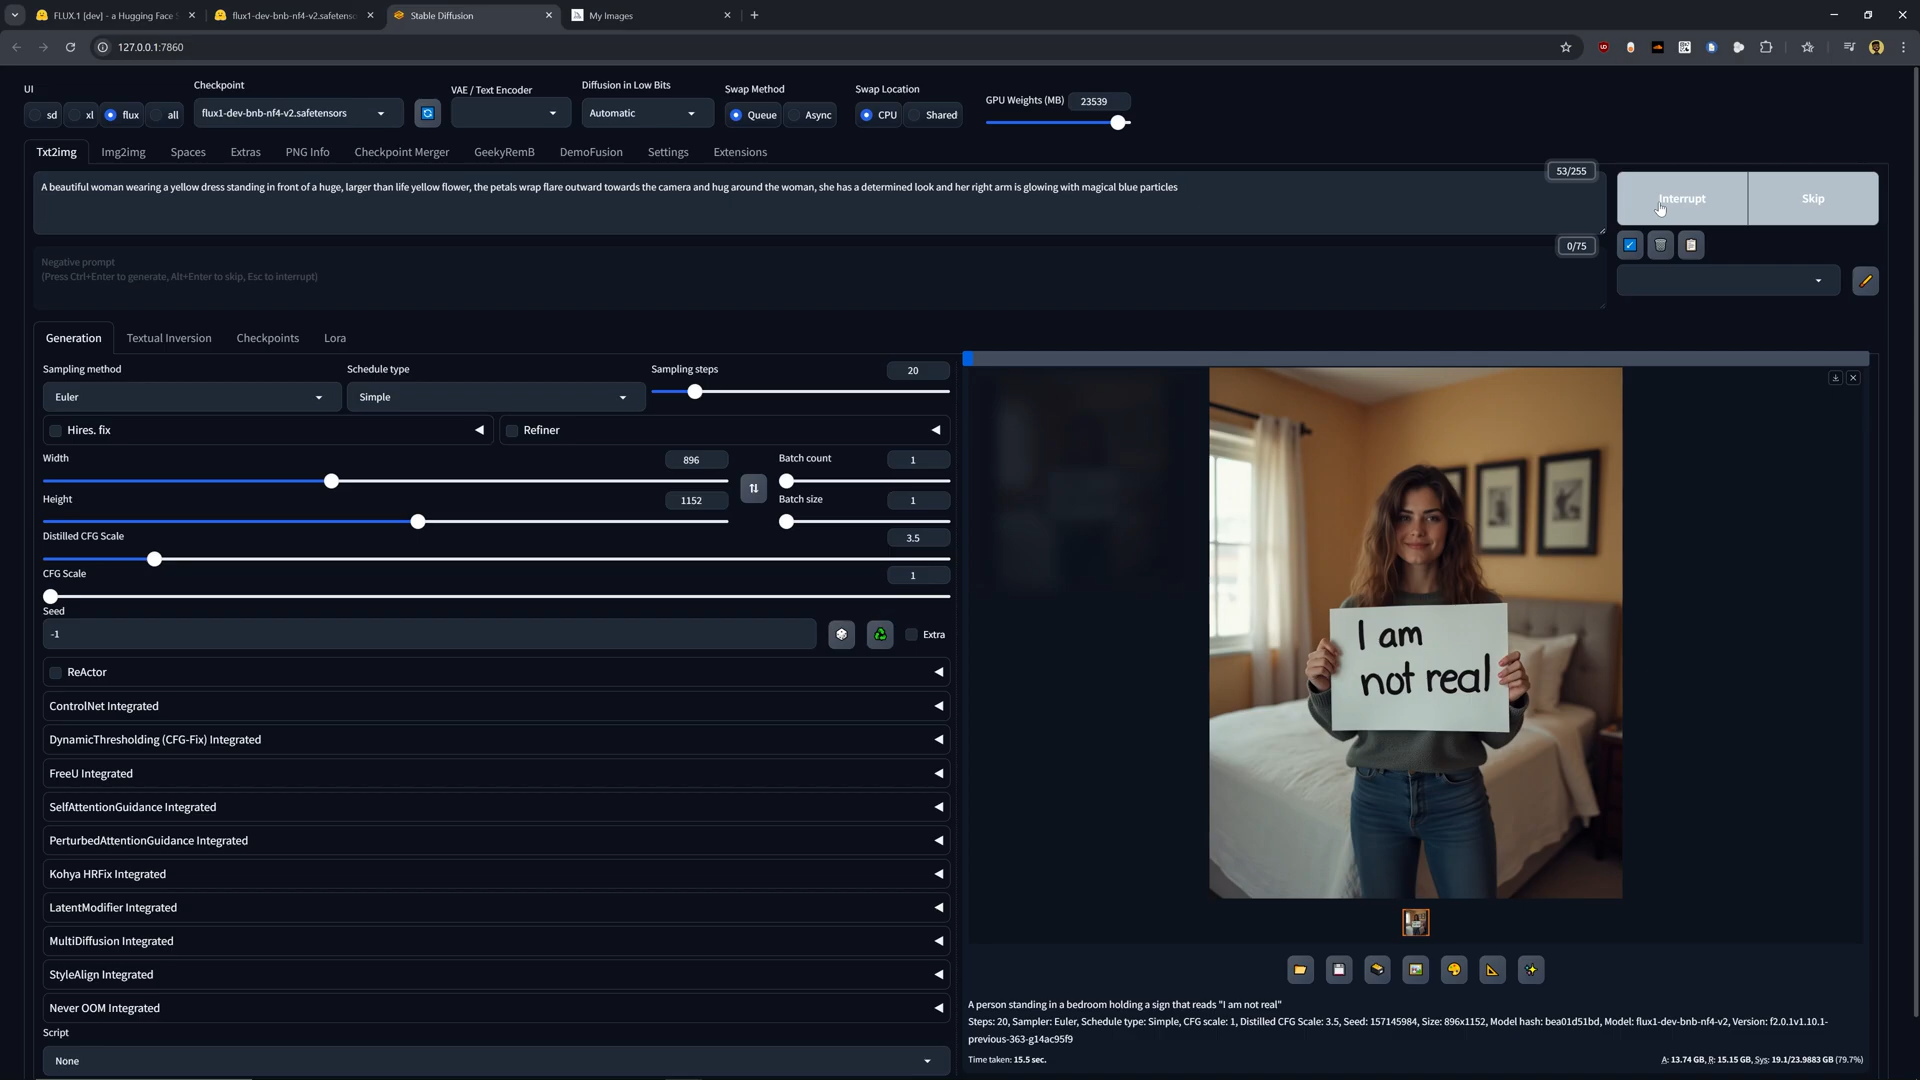 FLUX.1 [dev] - a Hugging Face
flux1-dev-bnb-nf4-v2.safetenso
Stable Diffusion
My Images
127.0.0.1:7860
UI
sd
xl
flux
all
Checkpoint
flux1-dev-bnb-nf4-v2.safetensors
VAE / Text Encoder
Diffusion in Low Bits
Automatic
Swap Method
Queue
Async
Swap Location
CPU
Shared
GPU Weights (MB)
23539
Txt2img
Img2img
Spaces
Extras
PNG Info
Checkpoint Merger
GeekyRemB
DemoFusion
Settings
Extensions
53/255
A beautiful woman wearing a yellow dress standing in front of a huge, larger than life yellow flower, the petals wrap flare outward towards the camera and hug around the woman, she has a determined look and her right arm is glowing with magical blue particles
Interrupt
Skip
0/75
Negative prompt
(Press Ctrl+Enter to generate, Alt+Enter to skip, Esc to interrupt)
Generation
Textual Inversion
Checkpoints
Lora
Sampling method
Euler
Schedule type
Simple
Sampling steps
20
Hires. fix
Refiner
Width
896
Height
1152
Batch count
1
Batch size
1
Distilled CFG Scale
3.5
CFG Scale
1
Seed
-1
Extra
ReActor
ControlNet Integrated
DynamicThresholding (CFG-Fix) Integrated
FreeU Integrated
SelfAttentionGuidance Integrated
PerturbedAttentionGuidance Integrated
Kohya HRFix Integrated
LatentModifier Integrated
MultiDiffusion Integrated
StyleAlign Integrated
Never OOM Integrated
Script
None
I am
not real
A person standing in a bedroom holding a sign that reads "I am not real"
Steps: 20, Sampler: Euler, Schedule type: Simple, CFG scale: 1, Distilled CFG Scale: 3.5, Seed: 157145984, Size: 896x1152, Model hash: bea01d51bd, Model: flux1-dev-bnb-nf4-v2, Version: f2.0.1v1.10.1-
previous-363-g14ac95f9
Time taken: 15.5 sec.
A: 13.74 GB, R: 15.15 GB, Sys: 19.1/23.9883 GB (79.7%)